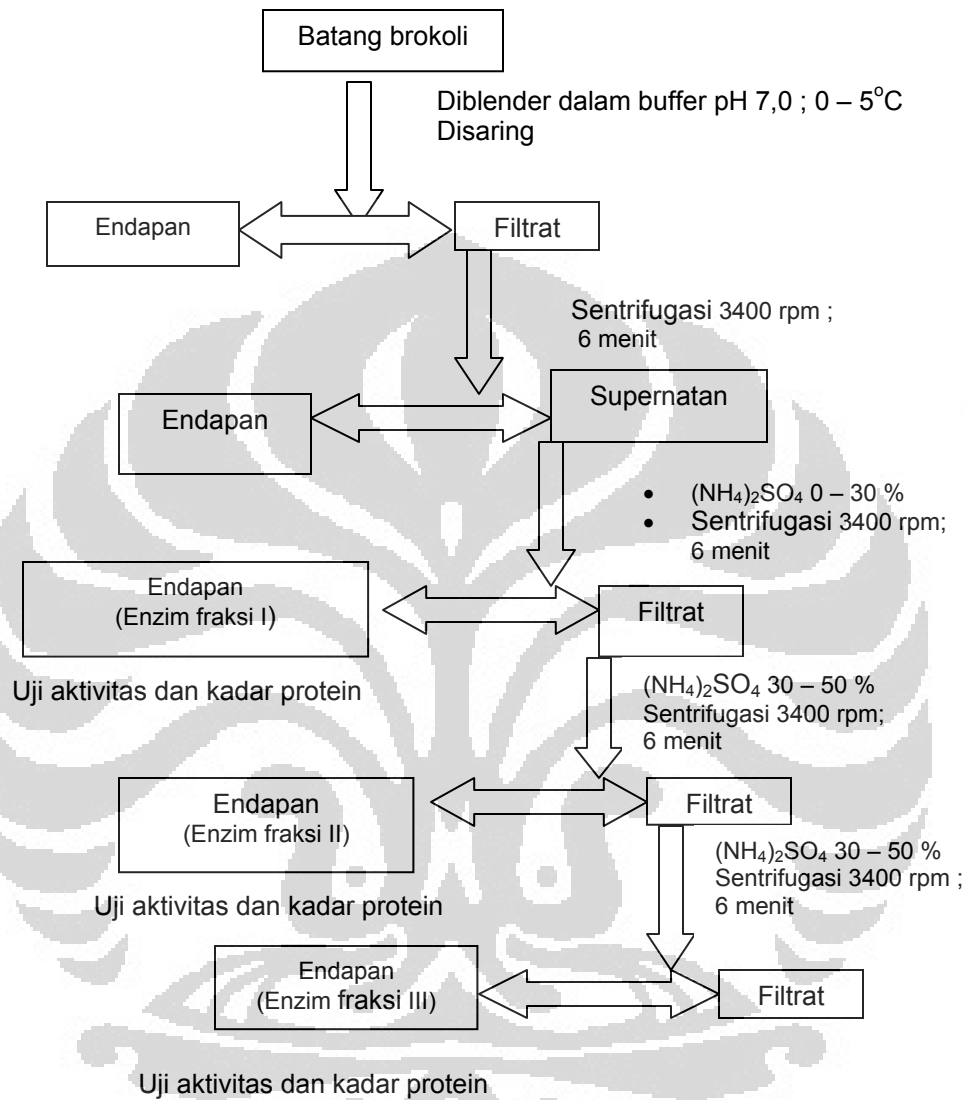 Batang brokoli
Diblender dalam buffer pH 7,0 ; 0 – 5°C
Disaring
Endapan
Filtrat
Sentrifugasi 3400 rpm ;
6 menit
Endapan
Supernatan
• (NH₄)₂SO₄ 0 – 30 %
• Sentrifugasi 3400 rpm;
6 menit
Endapan
(Enzim fraksi I)
Filtrat
Uji aktivitas dan kadar protein
(NH₄)₂SO₄ 30 – 50 %
Sentrifugasi 3400 rpm;
6 menit
Endapan
(Enzim fraksi II)
Filtrat
Uji aktivitas dan kadar protein
(NH₄)₂SO₄ 30 – 50 %
Sentrifugasi 3400 rpm ;
6 menit
Endapan
(Enzim fraksi III)
Filtrat
Uji aktivitas dan kadar protein